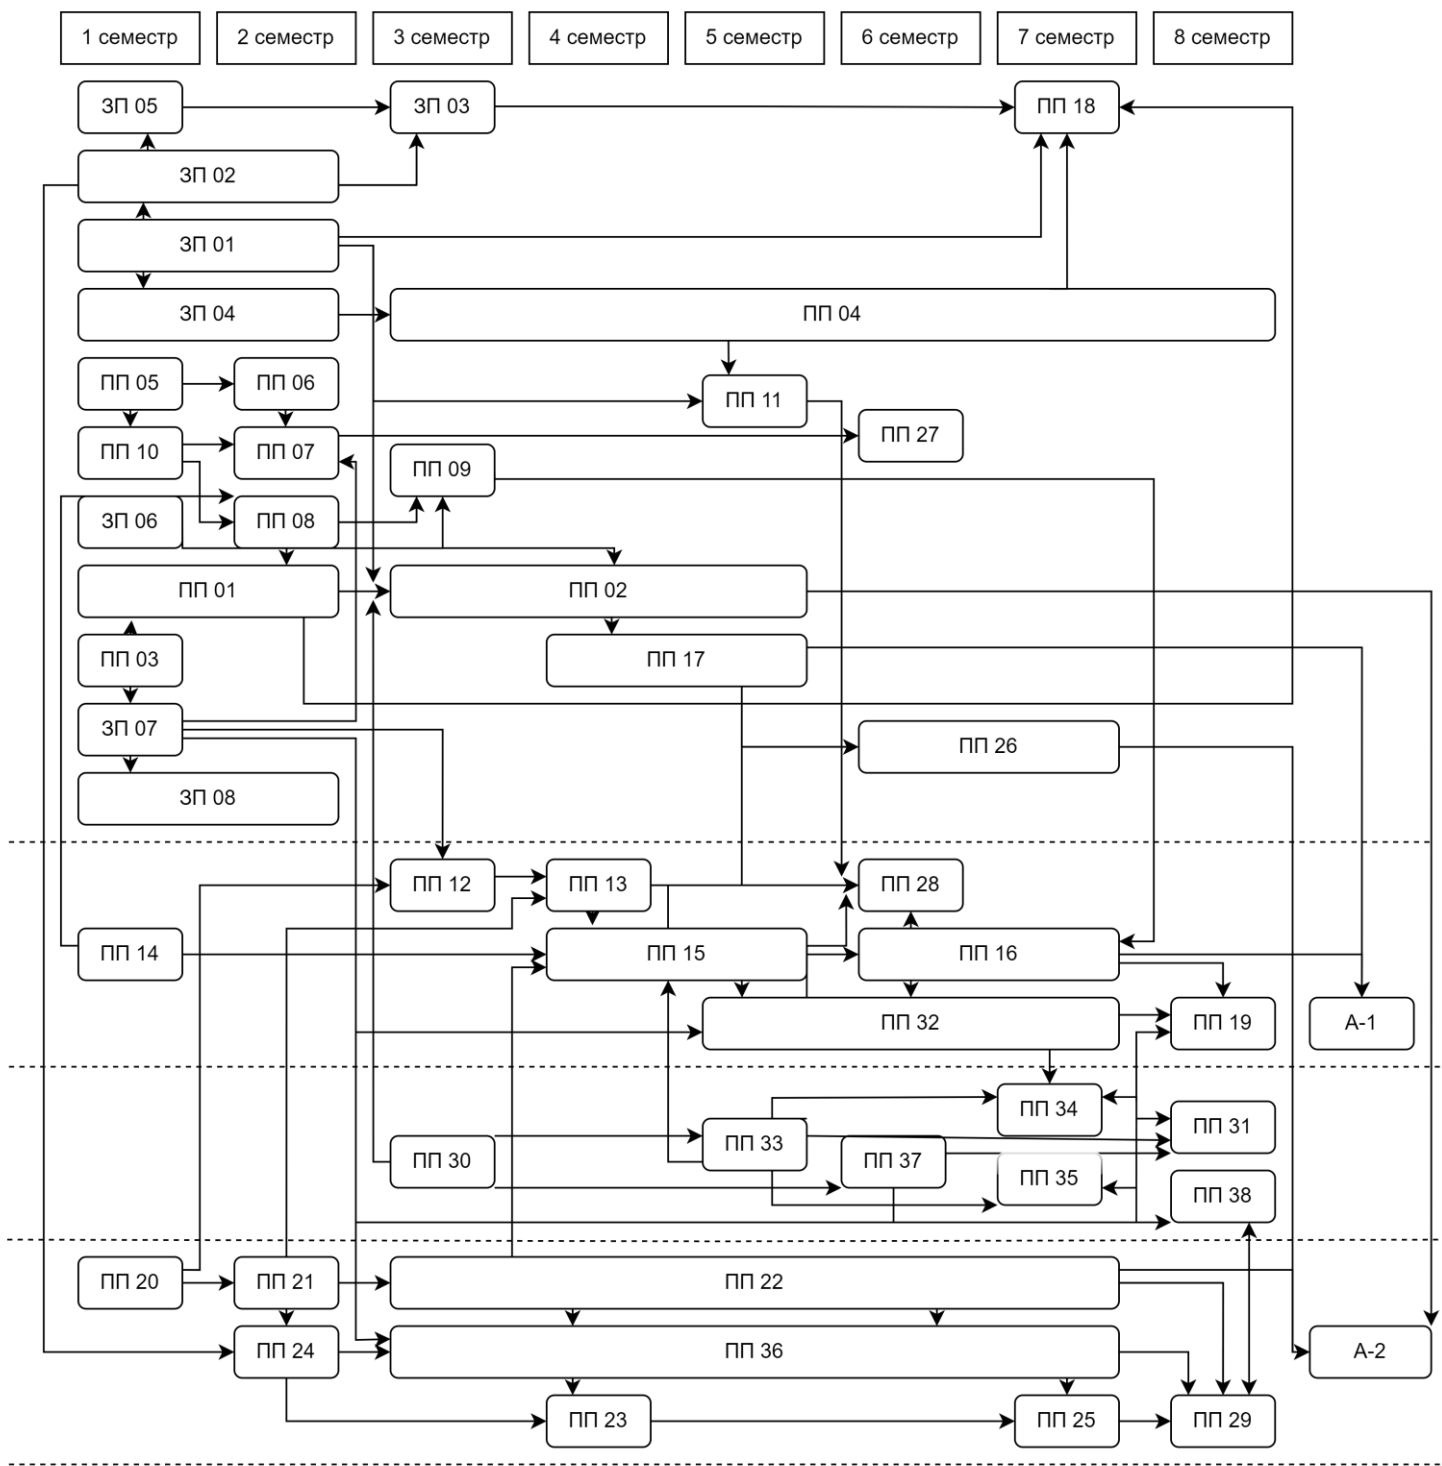 1 семестр
2 семестр
3 семестр
4 семестр
5 семестр
6 семестр
7 семестр
8 семестр
ЗП 05
ЗП 03
ПП 18
ЗП 02
ЗП 01
ЗП 04
ПП 04
ПП 05
ПП 06
ПП 11
ПП 27
ПП 10
ПП 07
ПП 09
ЗП 06
ПП 08
ПП 01
ПП 02
ПП 03
ПП 17
ЗП 07
ПП 26
ЗП 08
ПП 12
ПП 13
ПП 28
ПП 14
ПП 15
ПП 16
ПП 32
ПП 19
А-1
ПП 34
ПП 31
ПП 33
ПП 30
ПП 37
ПП 35
ПП 38
ПП 20
ПП 21
ПП 22
ПП 24
ПП 36
А-2
ПП 23
ПП 25
ПП 29